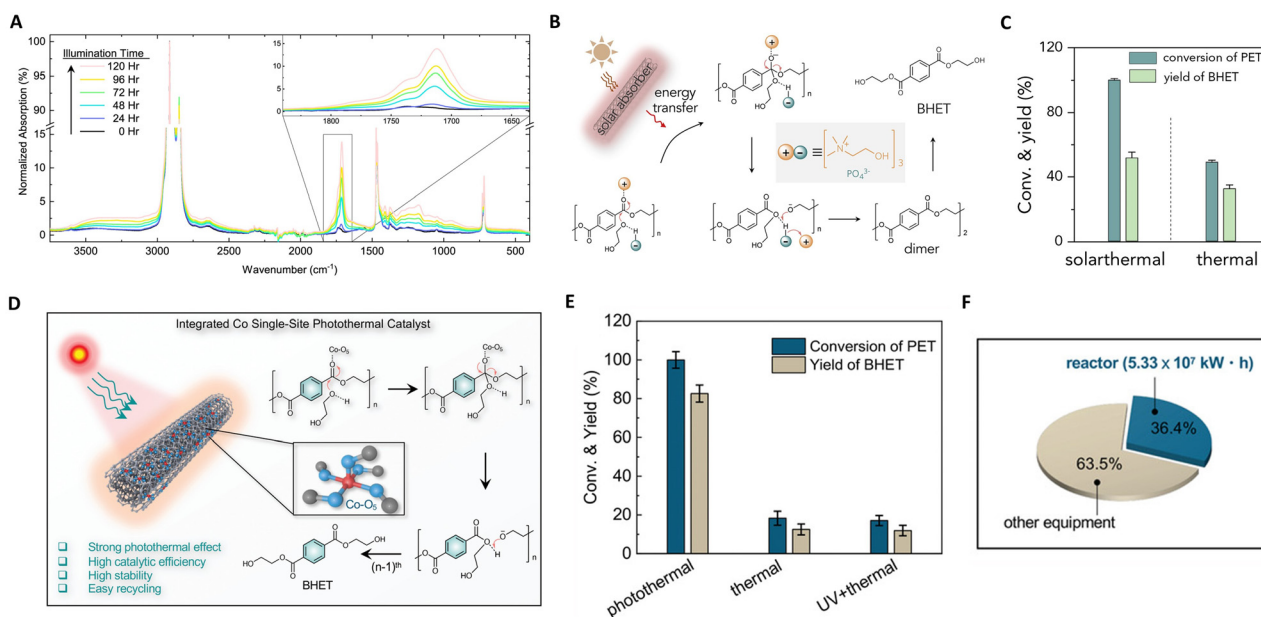 A
Illumination Time
120 Hr
96 Hr
72 Hr
48 Hr
24 Hr
0 Hr
Normalized Absorption (%)
100
95
90
15
10
5
0
15
10
5
0
1800
1750
1700
1650
3500
3000
2500
2000
1500
1000
500
Wavenumber (cm⁻¹)
B
solar absorber
energy
transfer
BHET
PO₄³⁻
3
dimer
2
n
n
n
C
Conv. & yield (%)
120
80
40
0
conversion of PET
yield of BHET
solarthermal
thermal
D
Integrated Co Single-Site Photothermal Catalyst
Co-O₅
Co-O₅
Co-O₅
n
n
n
BHET
(n-1)ᵗʰ
Strong photothermal effect
High catalytic efficiency
High stability
Easy recycling
E
Conv. & Yield (%)
120
100
80
60
40
20
0
Conversion of PET
Yield of BHET
photothermal
thermal
UV+thermal
F
reactor (5.33 x 10⁷ kW · h)
36.4%
63.5%
other equipment